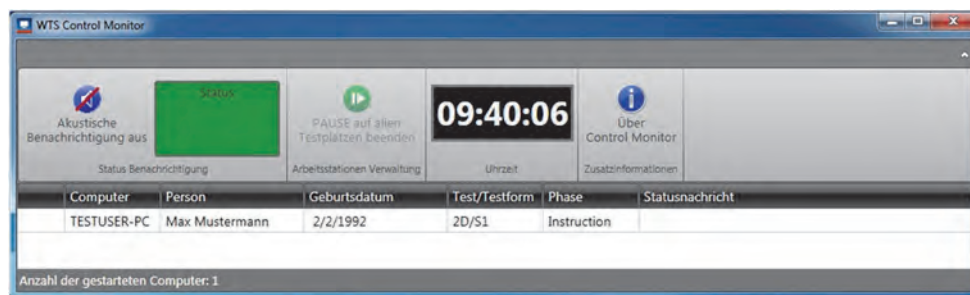 WTS Control Monitor
Akustische
Benachrichtigung aus
Status
Status Benachrichtigung
PAUSE auf allen
Testplätzen beenden
Arbeitsstationen Verwaltung
09:40:06
Uhrzeit
Über
Control Monitor
Zusatzinformationen
Computer Person Geburtsdatum Test/Testform Phase Statusnachricht
TESTUSER-PC Max Mustermann 2/2/1992 2D/S1 Instruction
Anzahl der gestarteten Computer: 1